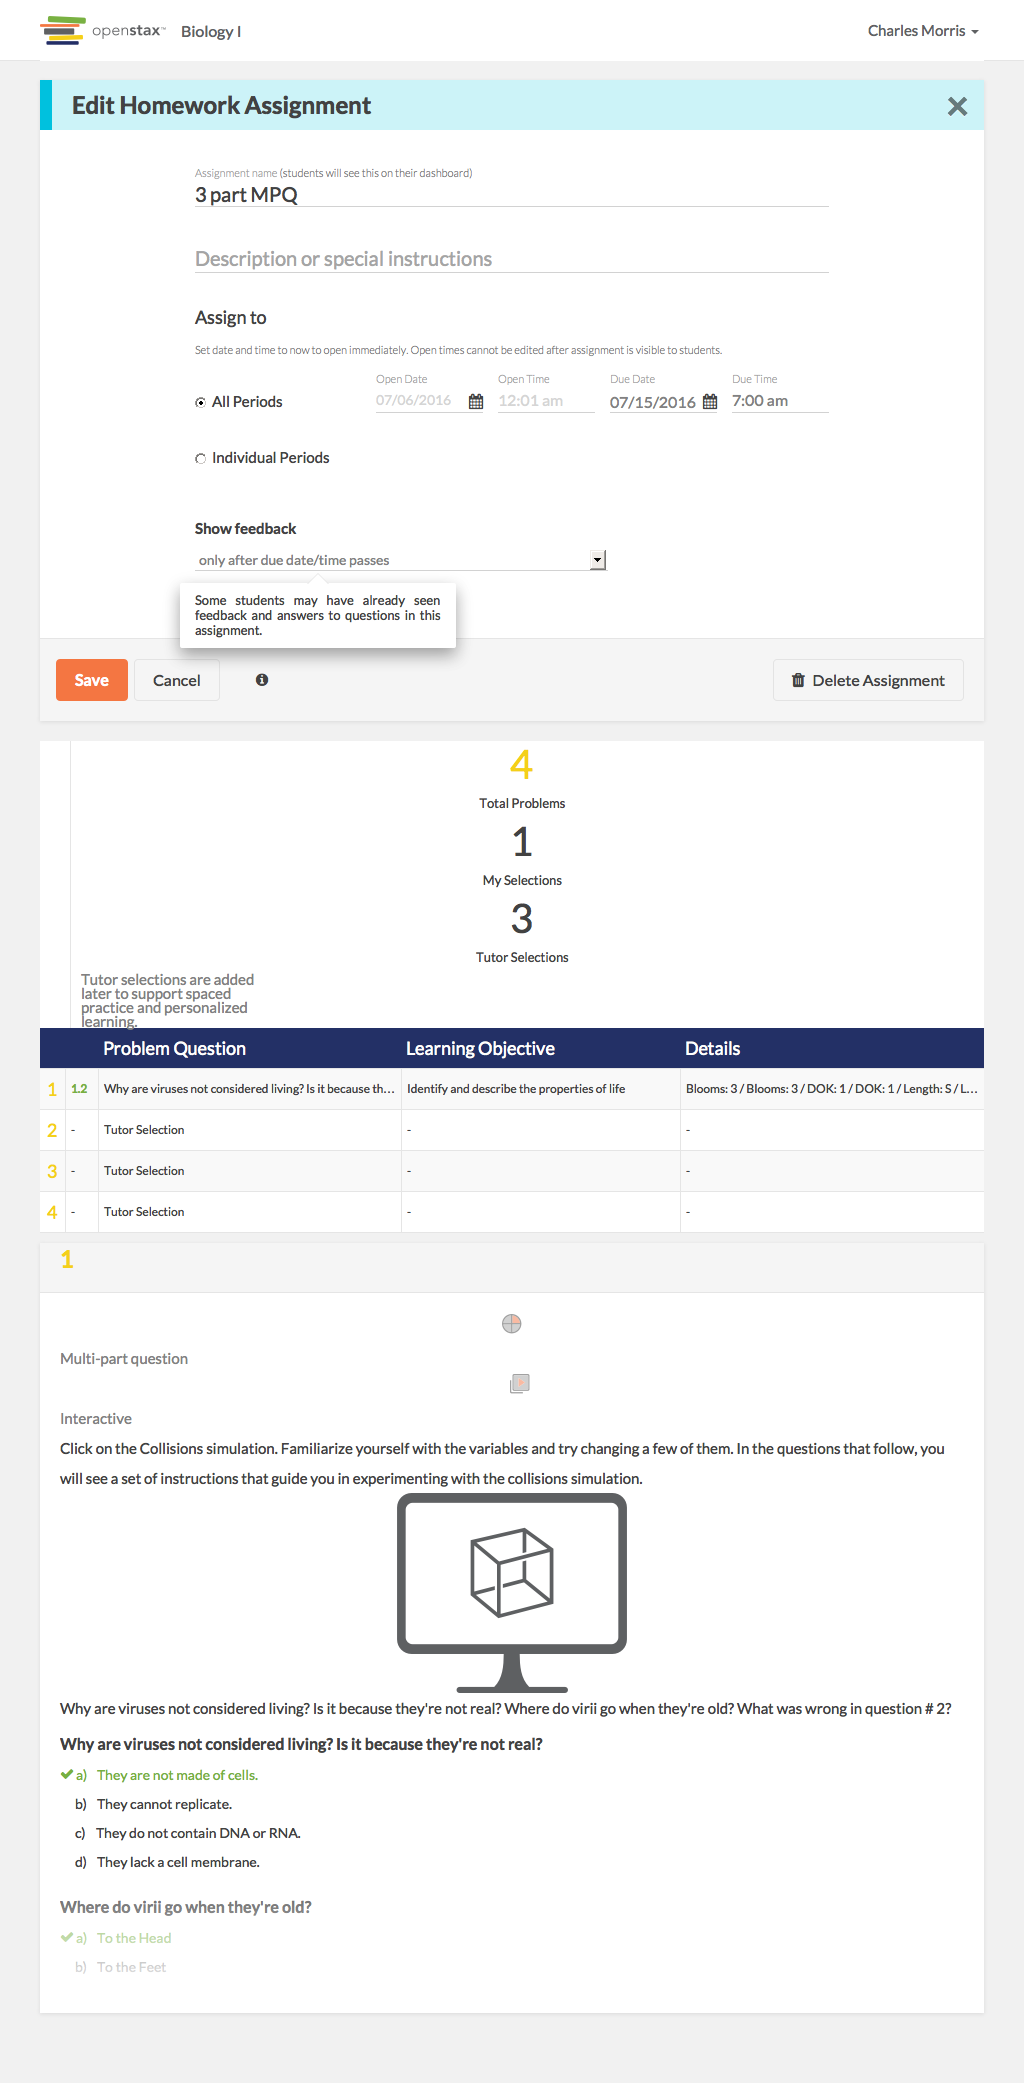 openstax™ Biology I Charles Morris
Edit Homework Assignment
Assignment name (students will see this on their dashboard)
3 part MPQ
Description or special instructions
Assign to
Set date and time to now to open immediately. Open times cannot be edited after assignment is visible to students.
Open Date Open Time Due Date Due Time
All Periods 07/06/2016 12:01 am 07/15/2016 7:00 am
Individual Periods
Show feedback
only after due date/time passes
Some students may have already seen
feedback and answers to questions in this
assignment.
Save Cancel Delete Assignment
4
Total Problems
1
My Selections
3
Tutor Selections
Tutor selections are added
later to support spaced
practice and personalized
learning.
Problem Question Learning Objective Details
1 1.2 Why are viruses not considered living? Is it because th... Identify and describe the properties of life Blooms: 3 / Blooms: 3 / DOK: 1 / DOK: 1 / Length: S / L...
2 - Tutor Selection - -
3 - Tutor Selection - -
4 - Tutor Selection - -
1
Multi-part question
Interactive
Click on the Collisions simulation. Familiarize yourself with the variables and try changing a few of them. In the questions that follow, you
will see a set of instructions that guide you in experimenting with the collisions simulation.
Why are viruses not considered living? Is it because they're not real? Where do virii go when they're old? What was wrong in question # 2?
Why are viruses not considered living? Is it because they're not real?
a) They are not made of cells.
b) They cannot replicate.
c) They do not contain DNA or RNA.
d) They lack a cell membrane.
Where do virii go when they're old?
a) To the Head
b) To the Feet